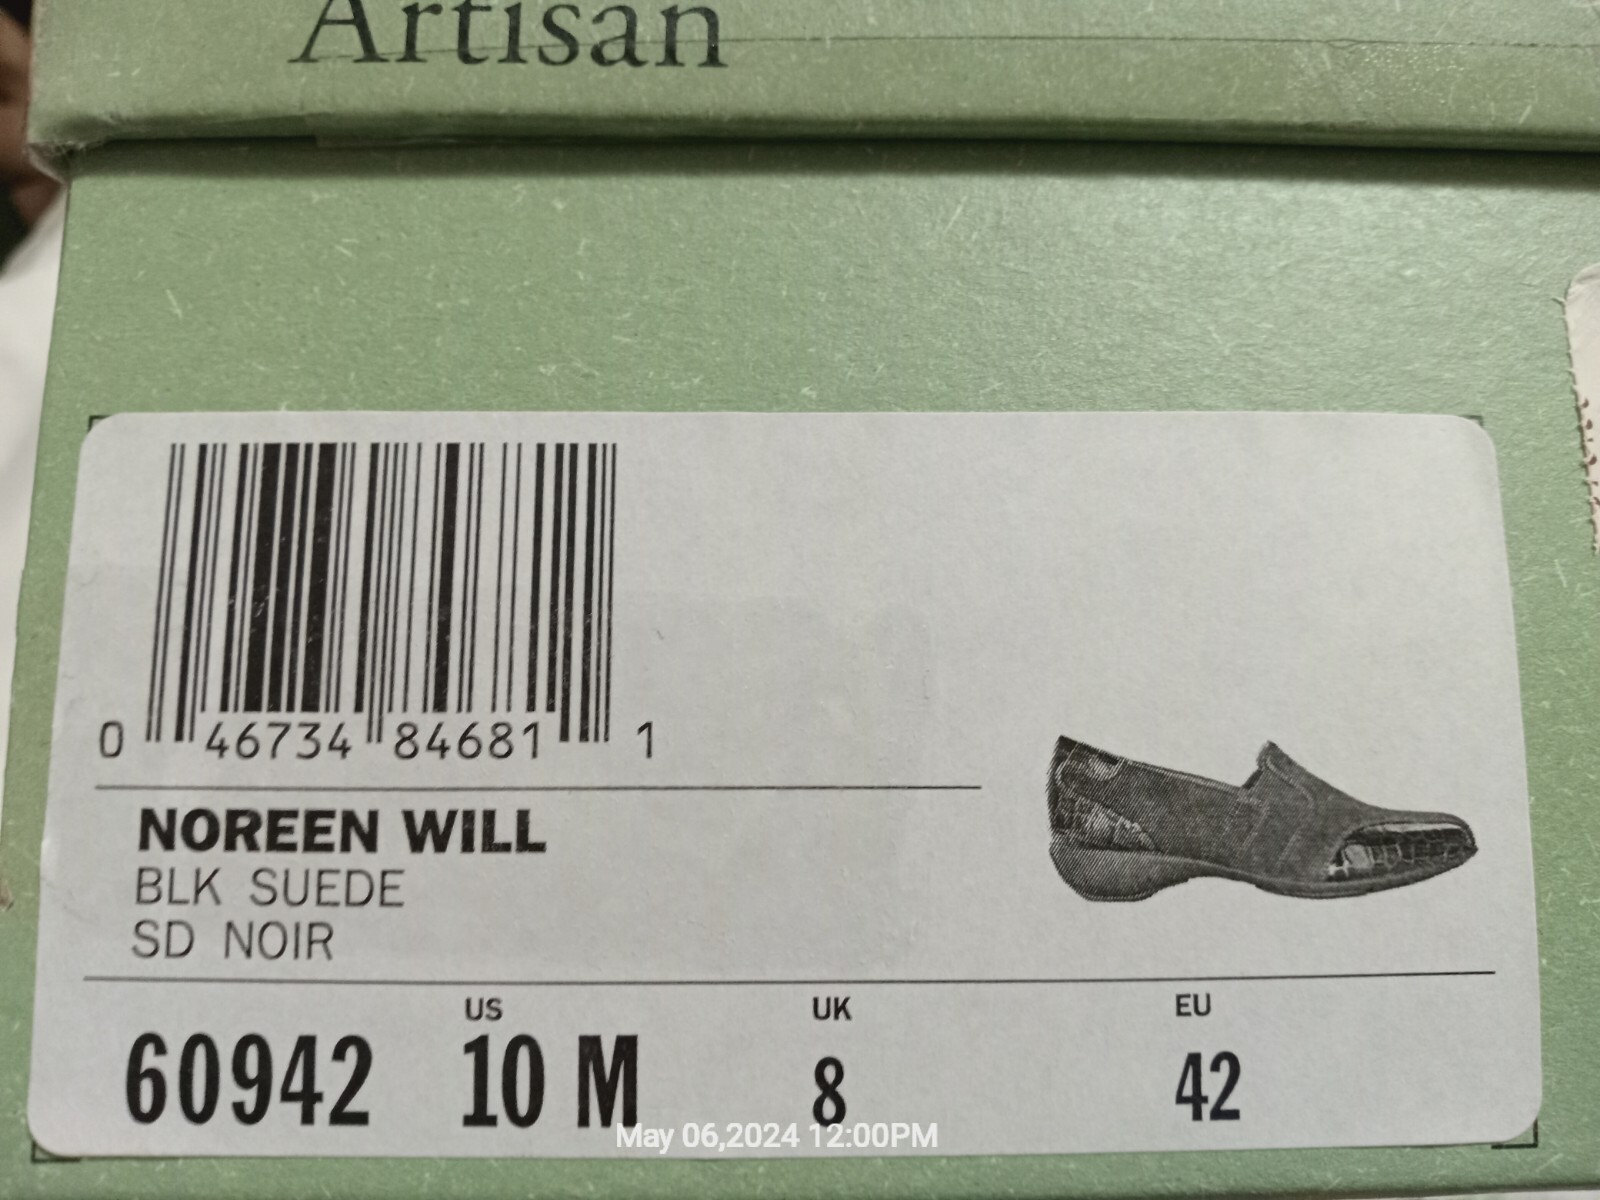 Artisan
0 46734 84681 1
NOREEN WILL
BLK SUEDE
SD NOIR
US UK EU
60942 10 M 8 42
May 06,2024 12:00PM